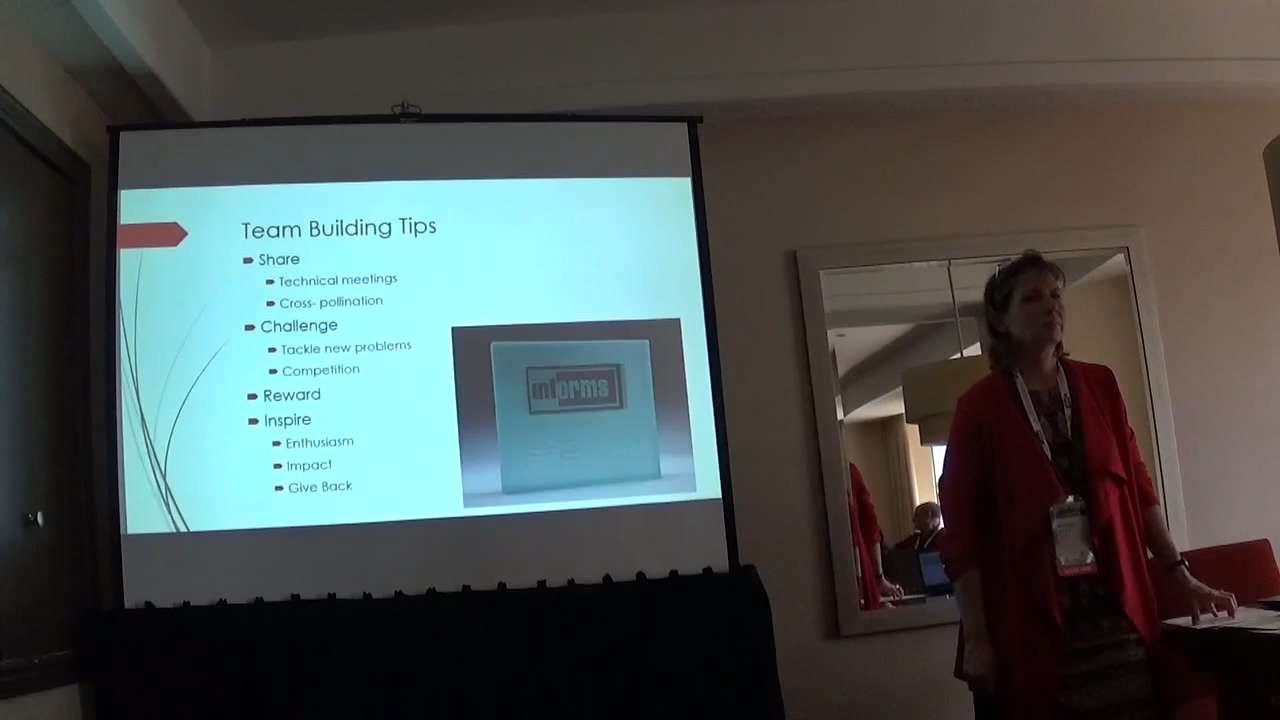 Team Building Tips
Share
Technical meetings
Cross- pollination
Challenge
Tackle new problems
Competition
Reward
Inspire
Enthusiasm
Impact
Give Back
informs